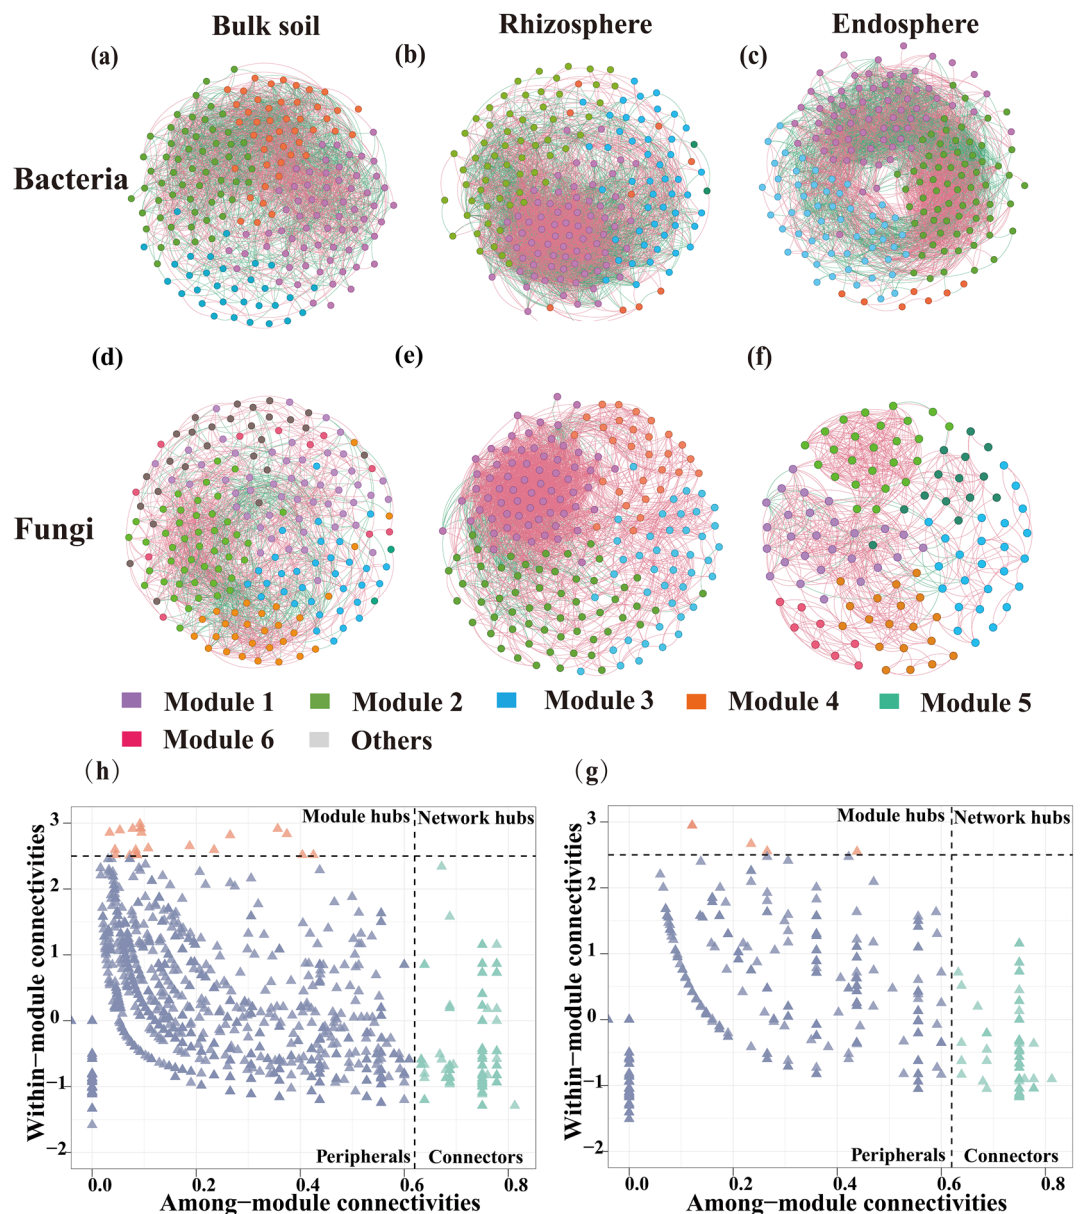 Bulk soil Rhizosphere Endosphere
(a) (b) (c)
Bacteria
(d) (e) (f)
Fungi
Module 1 Module 2 Module 3 Module 4 Module 5
Module 6 Others
(h) (g)
Module hubs Network hubs
Peripherals Connectors
Within−module connectivities
3
2
1
0
−1
−2
0.0 0.2 0.4 0.6 0.8
Among−module connectivities
Module hubs Network hubs
Peripherals Connectors
Within−module connectivities
3
2
1
0
−1
−2
0.0 0.2 0.4 0.6 0.8
Among−module connectivities